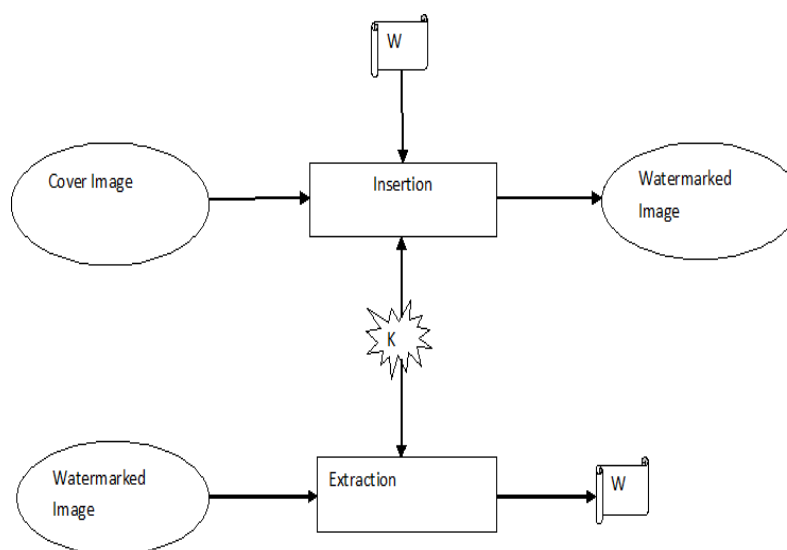 W
Cover Image
Insertion
Watermarked
Image
K
Watermarked
Image
Extraction
W